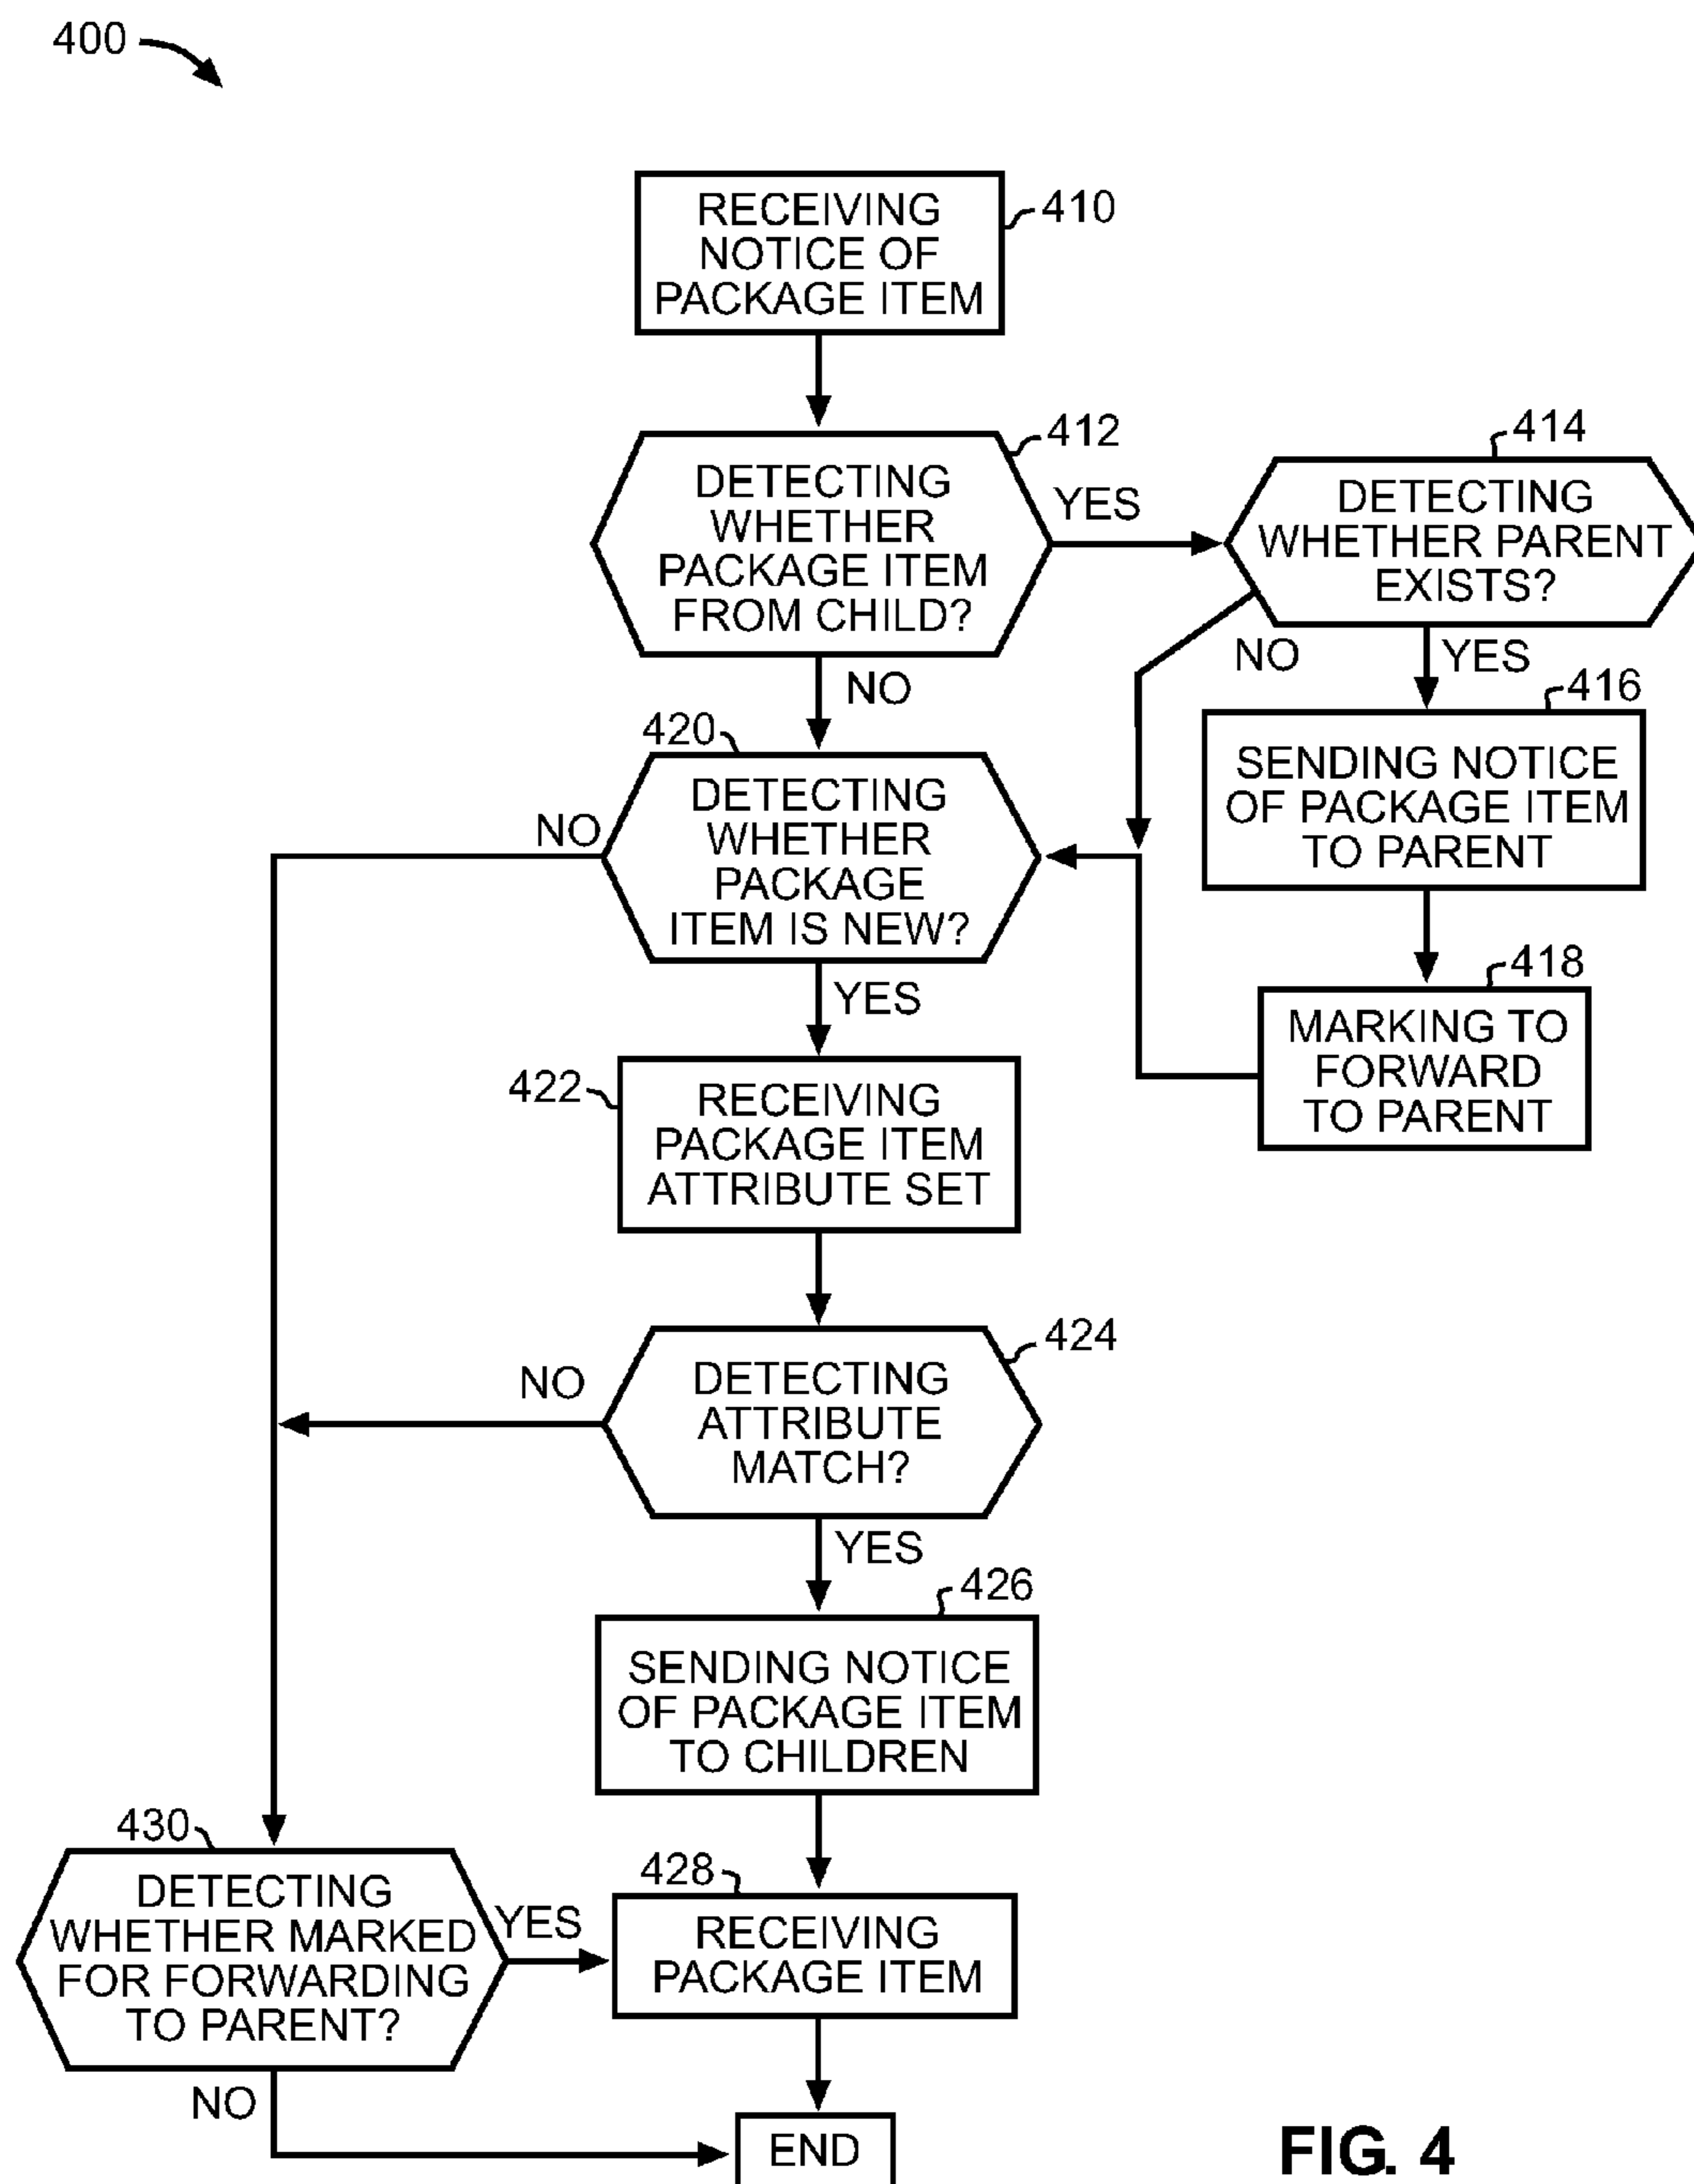 400
RECEIVING
NOTICE OF
PACKAGE ITEM
410
DETECTING
WHETHER
PACKAGE ITEM
FROM CHILD?
412
YES
NO
DETECTING
WHETHER PARENT
EXISTS?
414
NO
YES
SENDING NOTICE
OF PACKAGE ITEM
TO PARENT
416
MARKING TO
FORWARD
TO PARENT
418
420
DETECTING
WHETHER
PACKAGE
ITEM IS NEW?
NO
YES
422
RECEIVING
PACKAGE ITEM
ATTRIBUTE SET
424
DETECTING
ATTRIBUTE
MATCH?
NO
YES
426
SENDING NOTICE
OF PACKAGE ITEM
TO CHILDREN
430
DETECTING
WHETHER MARKED
FOR FORWARDING
TO PARENT?
YES
NO
428
RECEIVING
PACKAGE ITEM
END
FIG. 4